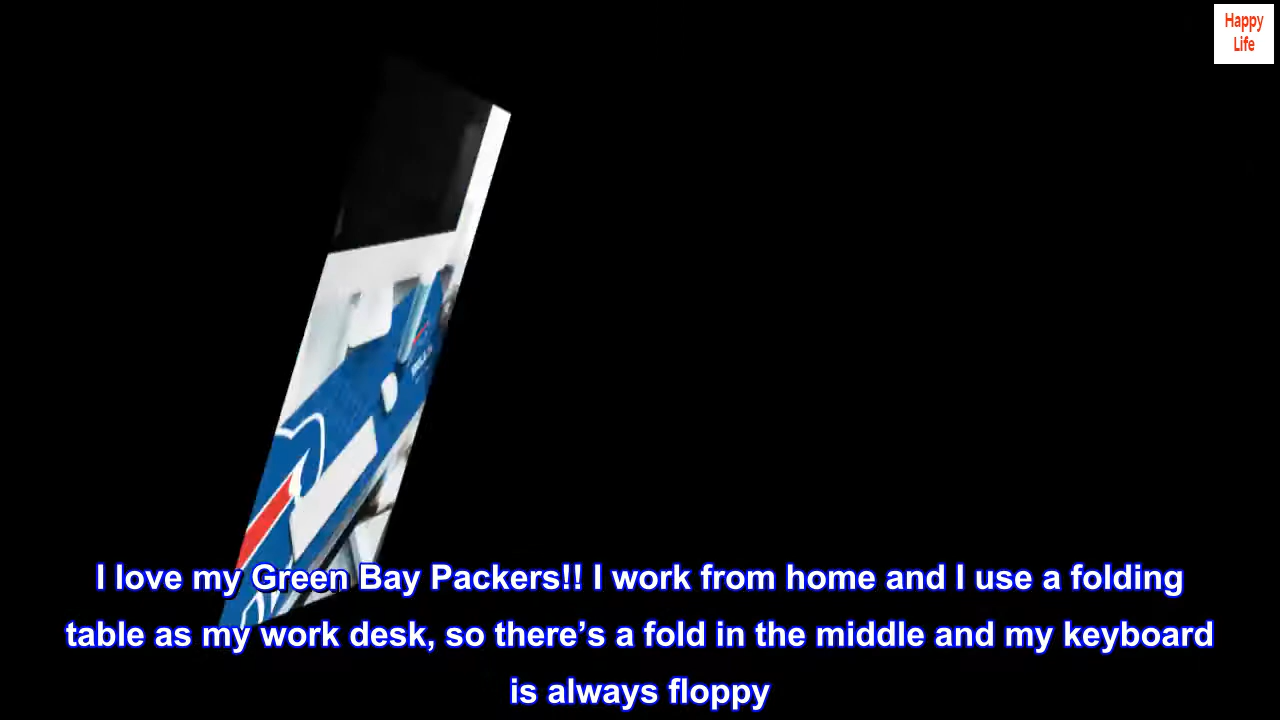 Happy
Life
I love my Green Bay Packers!! I work from home and I use a folding
table as my work desk, so there’s a fold in the middle and my keyboard
is always floppy